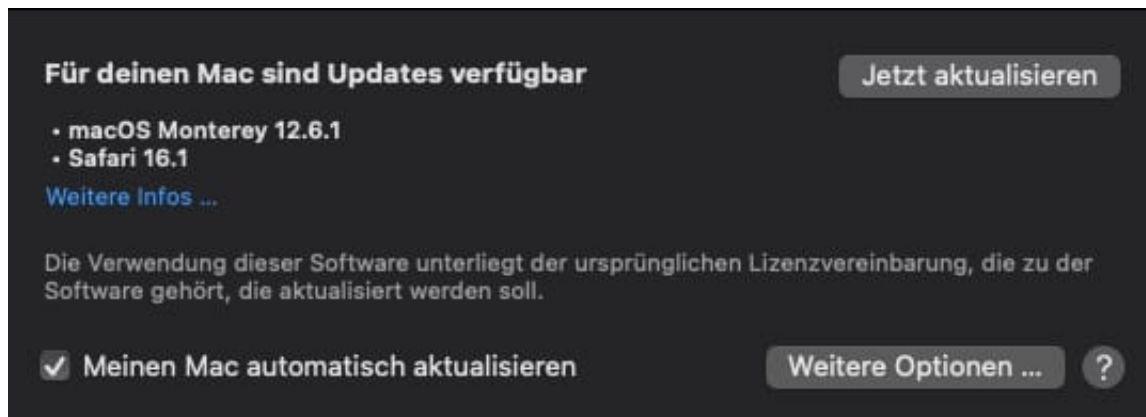 Für deinen Mac sind Updates verfügbar
Jetzt aktualisieren
• macOS Monterey 12.6.1
• Safari 16.1
Weitere Infos ...
Die Verwendung dieser Software unterliegt der ursprünglichen Lizenzvereinbarung, die zu der
Software gehört, die aktualisiert werden soll.
Meinen Mac automatisch aktualisieren
Weitere Optionen ...
?